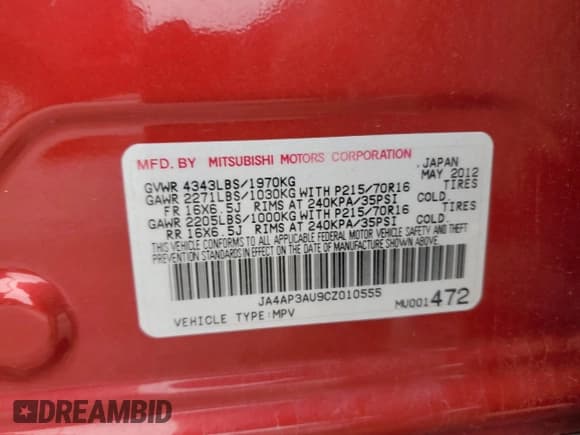 MFD. BY MITSUBISHI MOTORS CORPORATION
JAPAN
MAY 2012
GVWR 4343LBS/1970KG
GAWR 2271LBS/1030KG WITH P215/70R16 TIRES
FR 16X6.5J RIMS AT 240KPA/35PSI COLD.
GAWR 2205LBS/1000KG WITH P215/70R16 TIRES
RR 16X6.5J RIMS AT 240KPA/35PSI COLD.
THIS VEHICLE CONFORMS TO ALL APPLICABLE FEDERAL MOTOR VEHICLE SAFETY AND THEFT
PREVENTION STANDARDS IN EFFECT ON THE DATE OF MANUFACTURE SHOWN ABOVE.
JA4AP3AU9CZ010555
VEHICLE TYPE:MPV
MU001472
DREAMBID